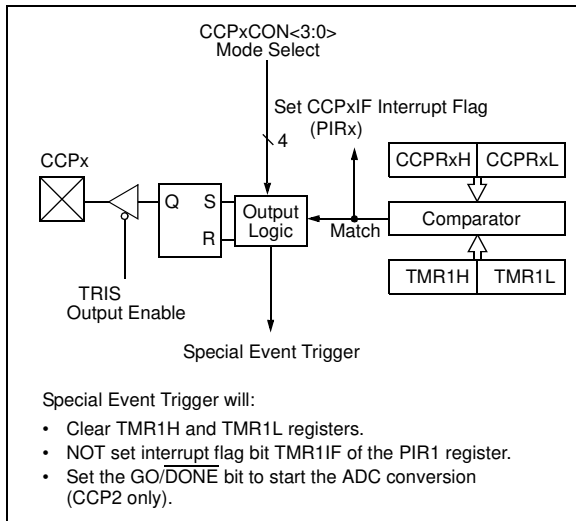 CCPxCON<3:0>
Mode Select
Set CCPxIF Interrupt Flag
(PIRx)
4
CCPx
CCPRxH CCPRxL
Q S
R
Output
Logic
Match
Comparator
TMR1H TMR1L
TRIS
Output Enable
Special Event Trigger
Special Event Trigger will:
• Clear TMR1H and TMR1L registers.
• NOT set interrupt flag bit TMR1IF of the PIR1 register.
• Set the GO/DONE bit to start the ADC conversion
(CCP2 only).